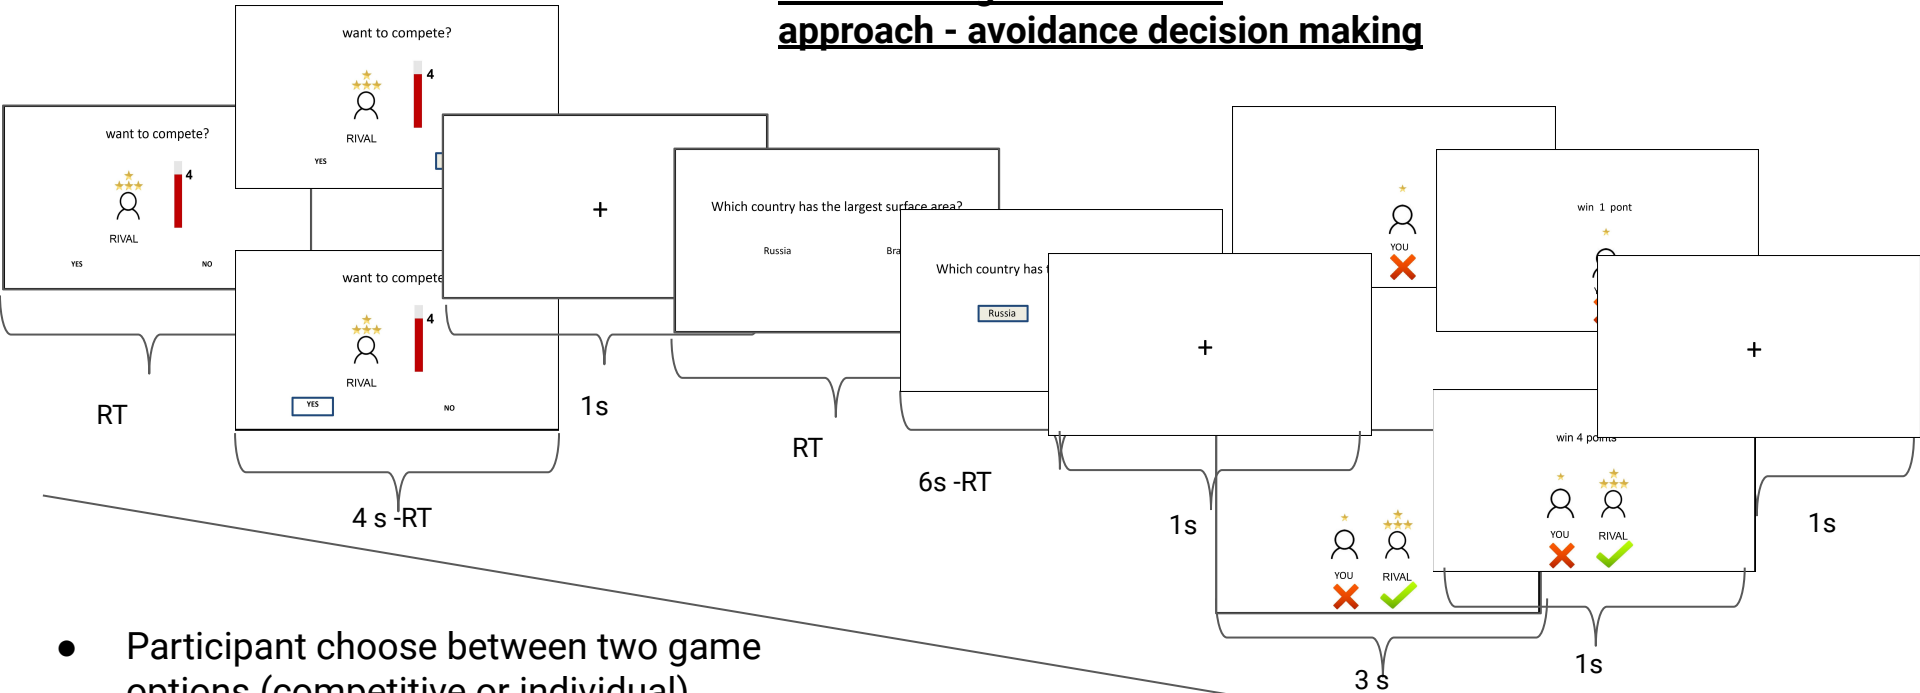 approach - avoidance decision making
want to compete?
4
RIVAL
YES
want to compete?
4
RIVAL
YES
NO
want to compete
4
RIVAL
YES
NO
+
Which country has the largest surface area?
Russia
Bra
Which country has
Russia
+
YOU
win 1 pont
+
win 4 points
YOU
RIVAL
YOU
RIVAL
RT
4 s -RT
1s
RT
6s -RT
1s
3 s
1s
1s
Participant choose between two game
options (competitive or individual)